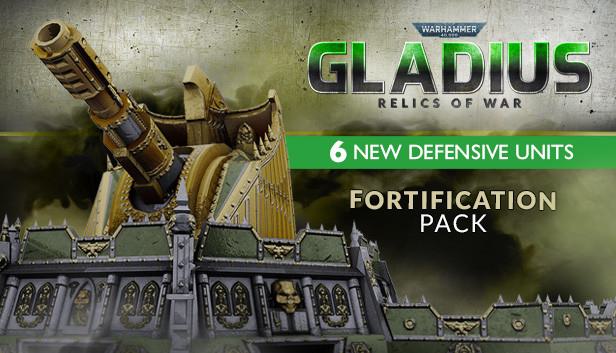 WARHAMMER
40,000
GLADIUS
RELICS OF WAR
6 NEW DEFENSIVE UNITS
FORTIFICATION
PACK